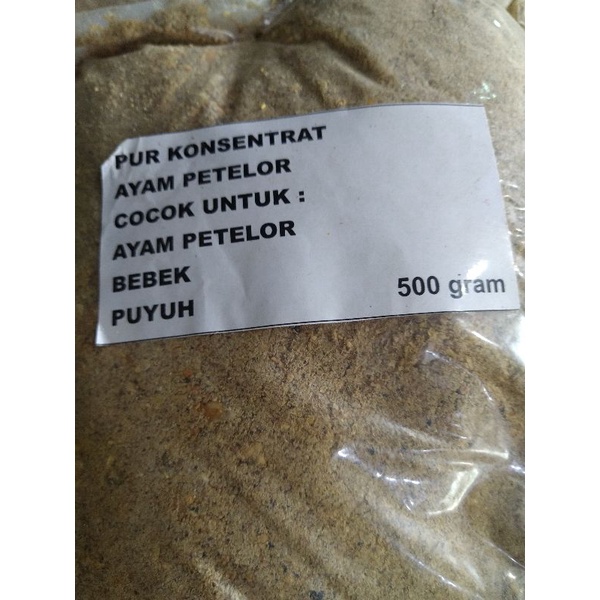 PUR KONSENTRAT
AYAM PETELOR
COCOK UNTUK :
AYAM PETELOR
BEBEK
PUYUH 500 gram